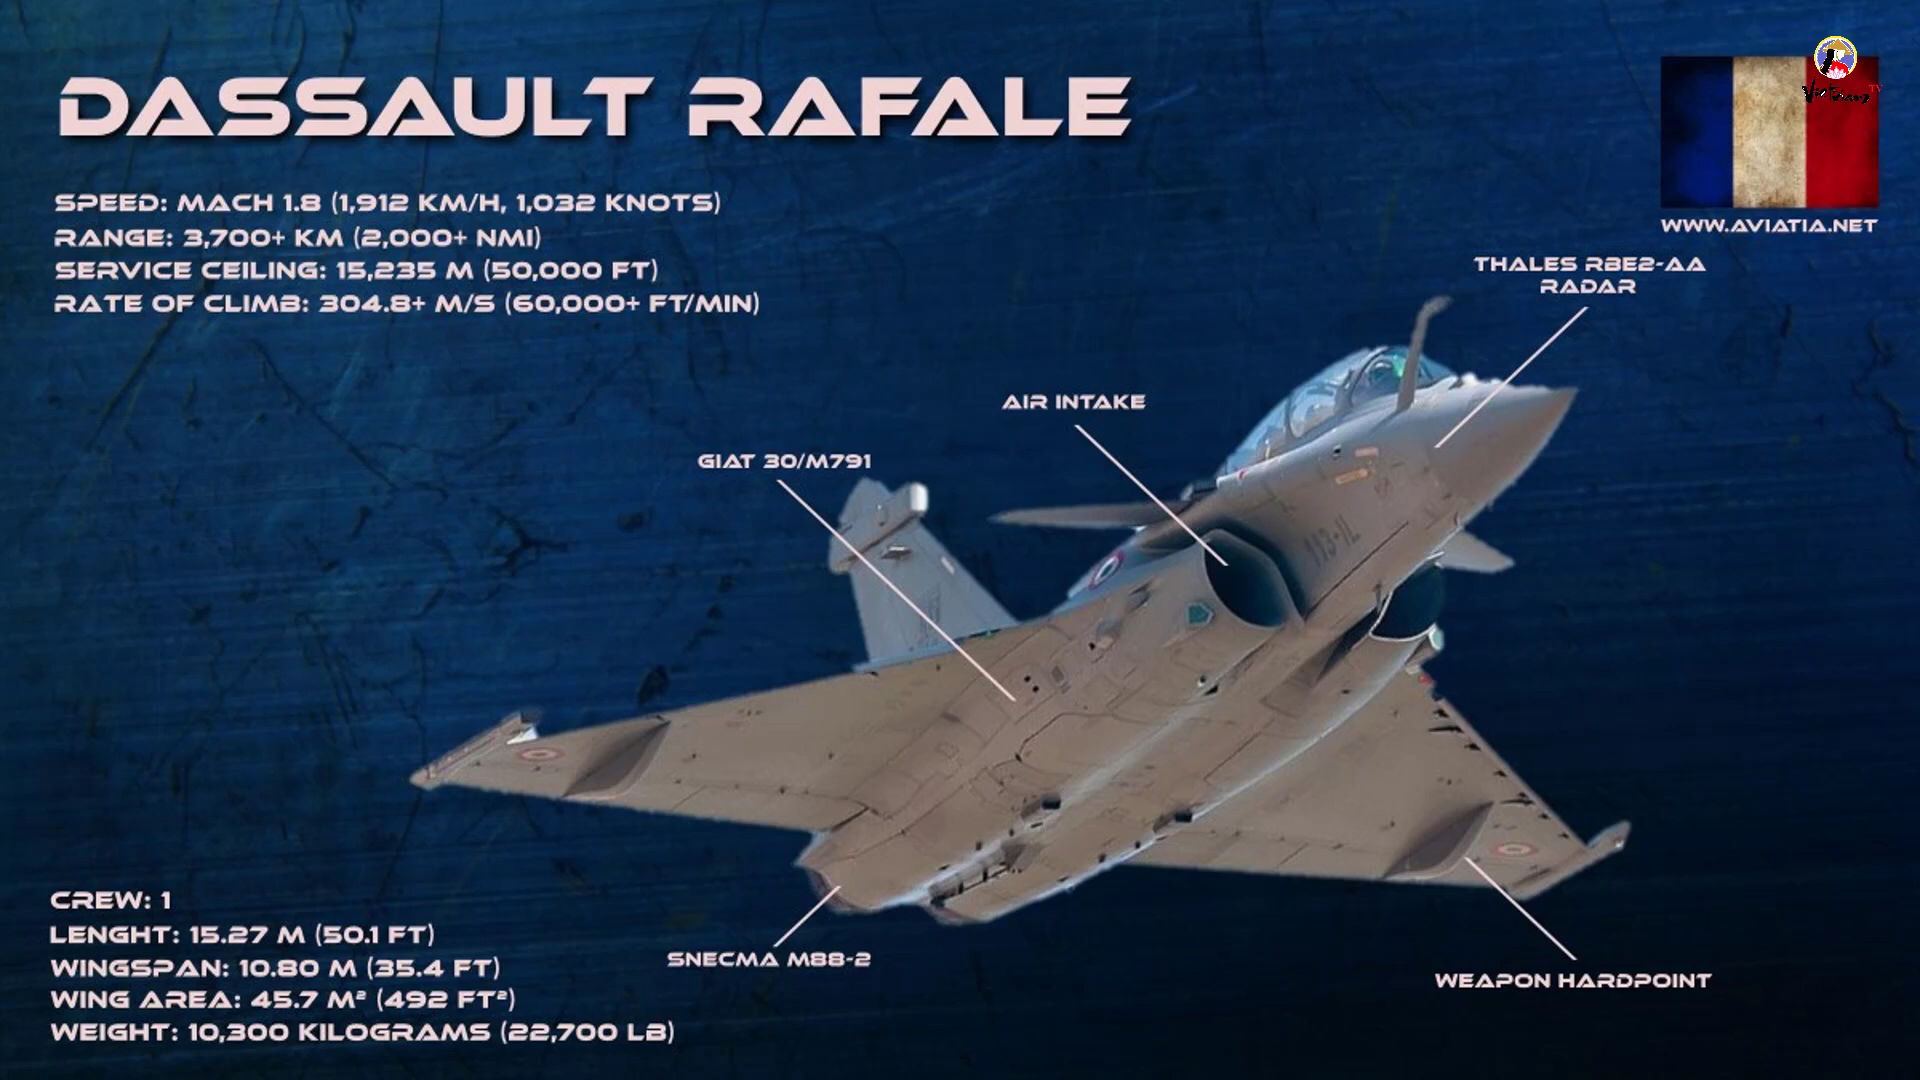 DASSAULT RAFALE
SPEED: MACH 1.8 (1,912 KM/H, 1,032 KNOTS)
RANGE: 3,700+ KM (2,000+ NMI)
SERVICE CEILING: 15,235 M (50,000 FT)
RATE OF CLIMB: 304.8+ M/S (60,000+ FT/MIN)
TV
WWW.AVIATIA.NET
THALES RBE2-AA
RADAR
AIR INTAKE
GIAT 30/M791
113-IL
SNECMA M88-2
WEAPON HARDPOINT
CREW: 1
LENGHT: 15.27 M (50.1 FT)
WINGSPAN: 10.80 M (35.4 FT)
WING AREA: 45.7 M² (492 FT²)
WEIGHT: 10,300 KILOGRAMS (22,700 LB)